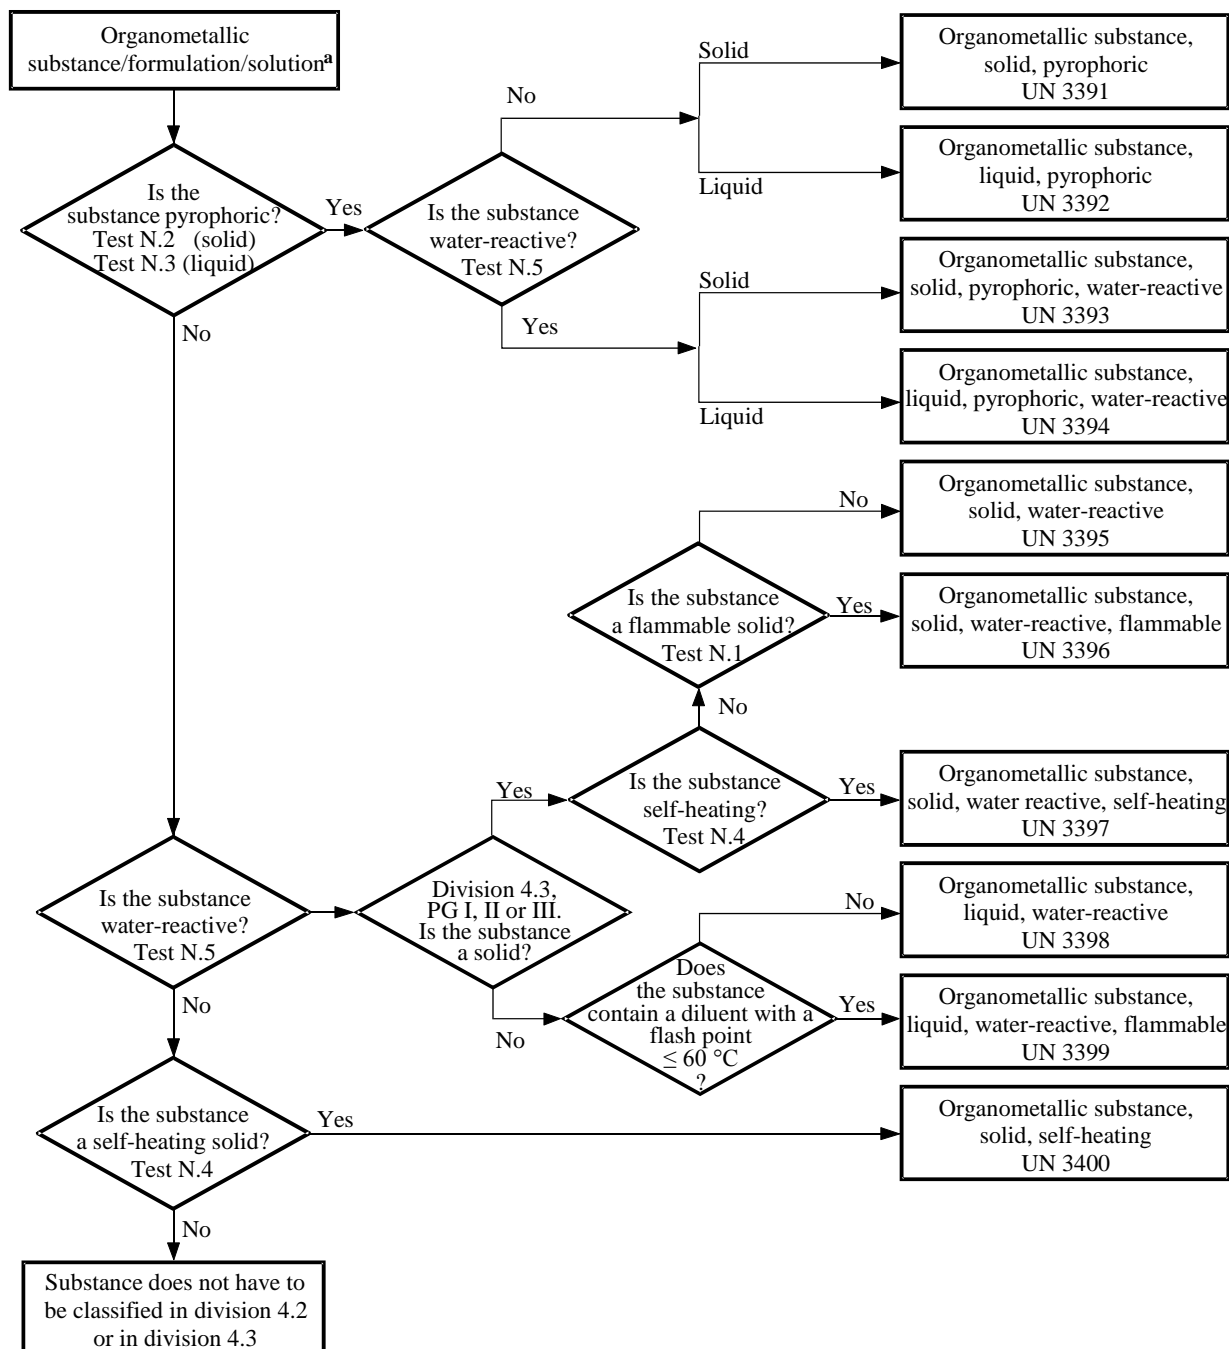 Organometallic
substance/formulation/solutionᵃ
Solid
Organometallic substance,
solid, pyrophoric
UN 3391
No
Is the
substance pyrophoric?
Test N.2 (solid)
Test N.3 (liquid)
Yes
Is the substance
water-reactive?
Test N.5
Liquid
Organometallic substance,
liquid, pyrophoric
UN 3392
Solid
Organometallic substance,
solid, pyrophoric, water-reactive
UN 3393
Yes
No
Liquid
Organometallic substance,
liquid, pyrophoric, water-reactive
UN 3394
No
Organometallic substance,
solid, water-reactive
UN 3395
Is the substance
a flammable solid?
Test N.1
Yes
Organometallic substance,
solid, water-reactive, flammable
UN 3396
No
Yes
Is the substance
self-heating?
Test N.4
Yes
Organometallic substance,
solid, water reactive, self-heating
UN 3397
Is the substance
water-reactive?
Test N.5
Division 4.3,
PG I, II or III.
Is the substance
a solid?
No
Organometallic substance,
liquid, water-reactive
UN 3398
No
No
Does
the substance
contain a diluent with a
flash point
≤ 60 °C
?
Yes
Organometallic substance,
liquid, water-reactive, flammable
UN 3399
Is the substance
a self-heating solid?
Test N.4
Yes
Organometallic substance,
solid, self-heating
UN 3400
No
Substance does not have to
be classified in division 4.2
or in division 4.3